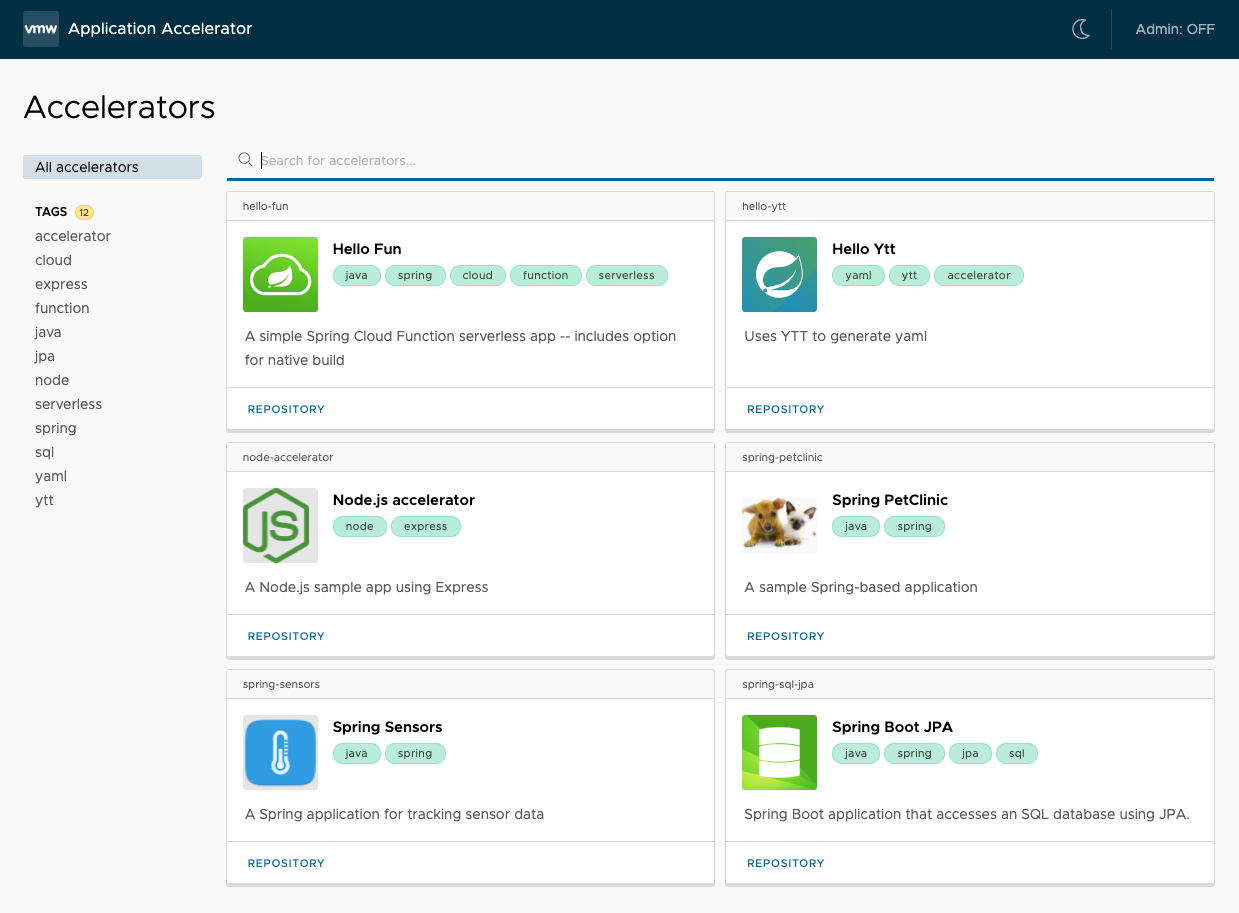 vmw Application Accelerator
Admin: OFF
Accelerators
All accelerators
TAGS 12
accelerator
cloud
express
function
java
jpa
node
serverless
spring
sql
yaml
ytt
Search for accelerators...
hello-fun
Hello Fun
java spring cloud function serverless
A simple Spring Cloud Function serverless app -- includes option
for native build
REPOSITORY
hello-ytt
Hello Ytt
yaml ytt accelerator
Uses YTT to generate yaml
REPOSITORY
node-accelerator
JS
Node.js accelerator
node express
A Node.js sample app using Express
REPOSITORY
spring-petclinic
Spring PetClinic
java spring
A sample Spring-based application
REPOSITORY
spring-sensors
Spring Sensors
java spring
A Spring application for tracking sensor data
REPOSITORY
spring-sql-jpa
Spring Boot JPA
java spring jpa sql
Spring Boot application that accesses an SQL database using JPA.
REPOSITORY